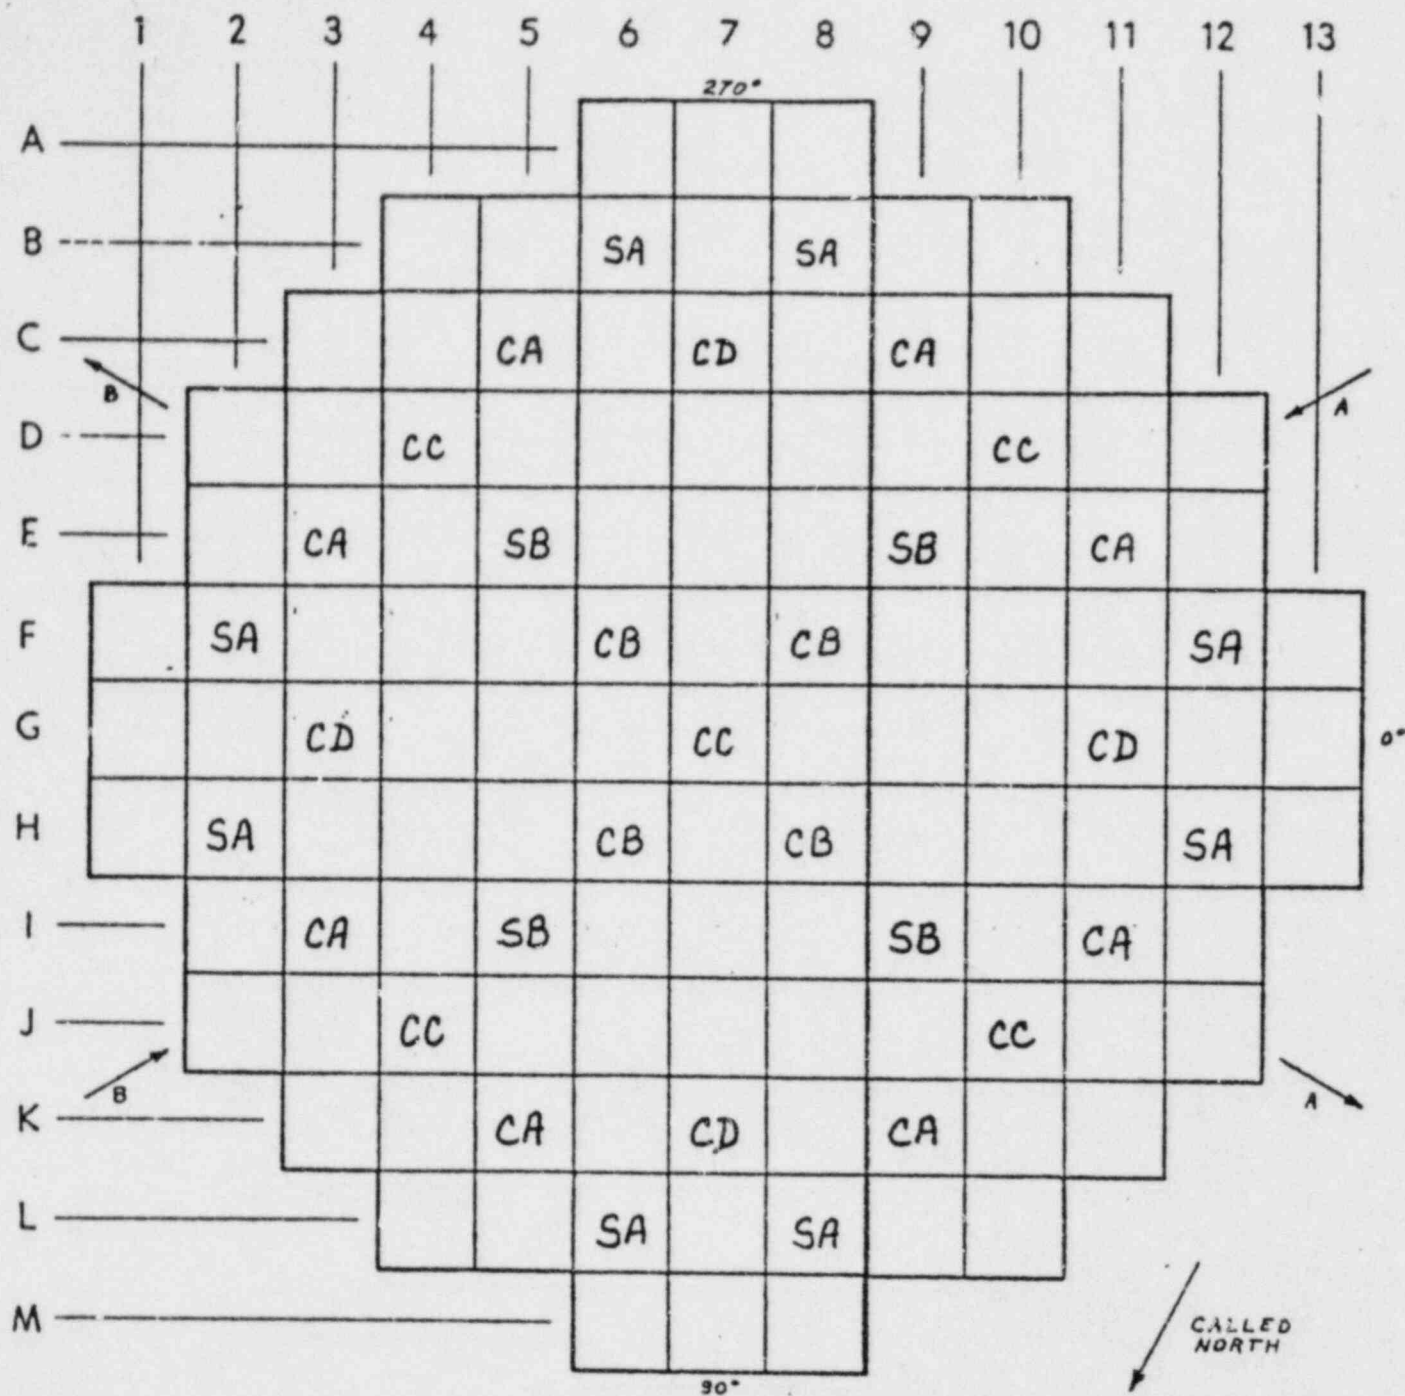 1 2 3 4 5 6 7 8 9 10 11 12 13
270°
A
B SA SA
C CA CD CA
B A
D CC CC
E CA SB SB CA
F SA CB CB SA
G CD CC CD 0°
H SA CB CB SA
I CA SB SB CA
J CC CC
B A
K CA CD CA
L SA SA
CALLED
NORTH
M
90°